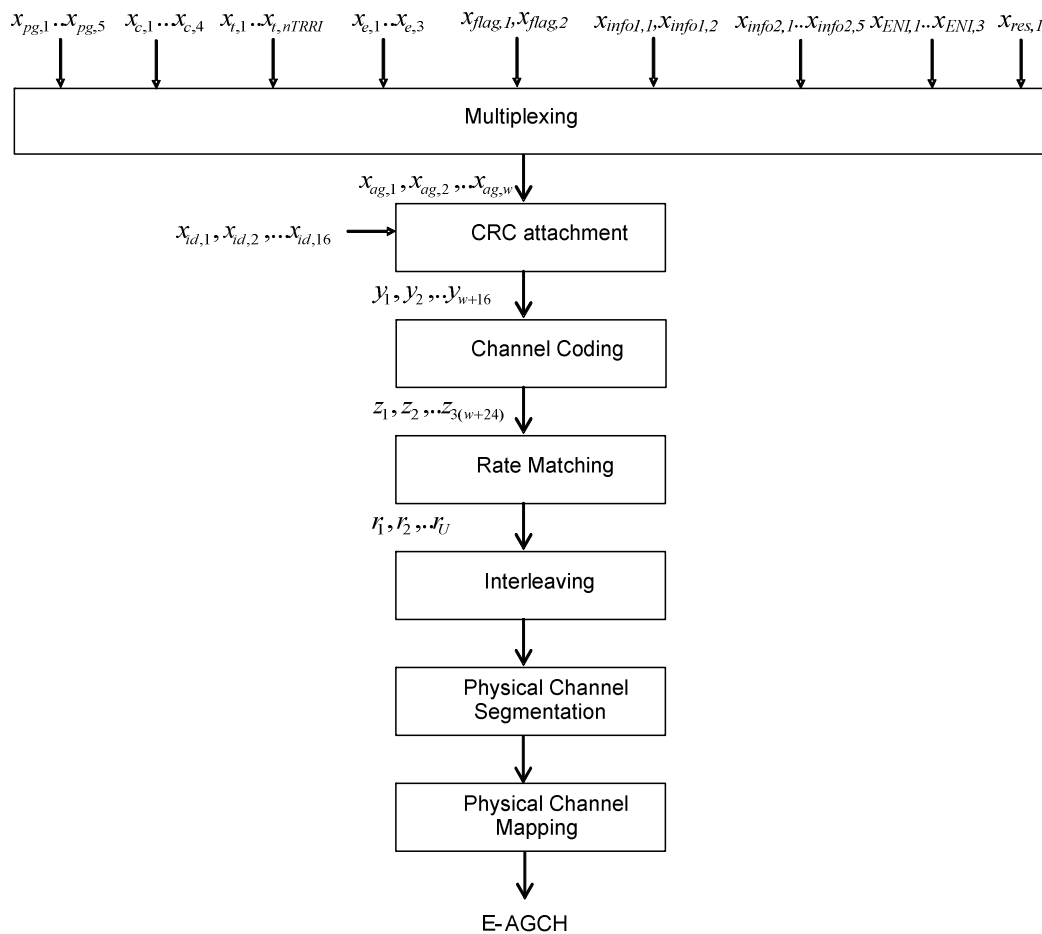 x_{pg,1}..x_{pg,5} x_{c,1}...x_{c,4} x_{t,1}..x_{t,nTRRI} x_{e,1}...x_{e,3} x_{flag,1},x_{flag,2} x_{info1,1},x_{info1,2} x_{info2,1}..x_{info2,5} x_{ENI,1}..x_{ENI,3} x_{res,1}
Multiplexing
x_{ag,1}, x_{ag,2},..x_{ag,w}
x_{id,1}, x_{id,2},...x_{id,16}
CRC attachment
y_1, y_2,..y_{w+16}
Channel Coding
z_1, z_2,..z_{3(w+24)}
Rate Matching
r_1, r_2,..r_U
Interleaving
Physical Channel
Segmentation
Physical Channel
Mapping
E-AGCH